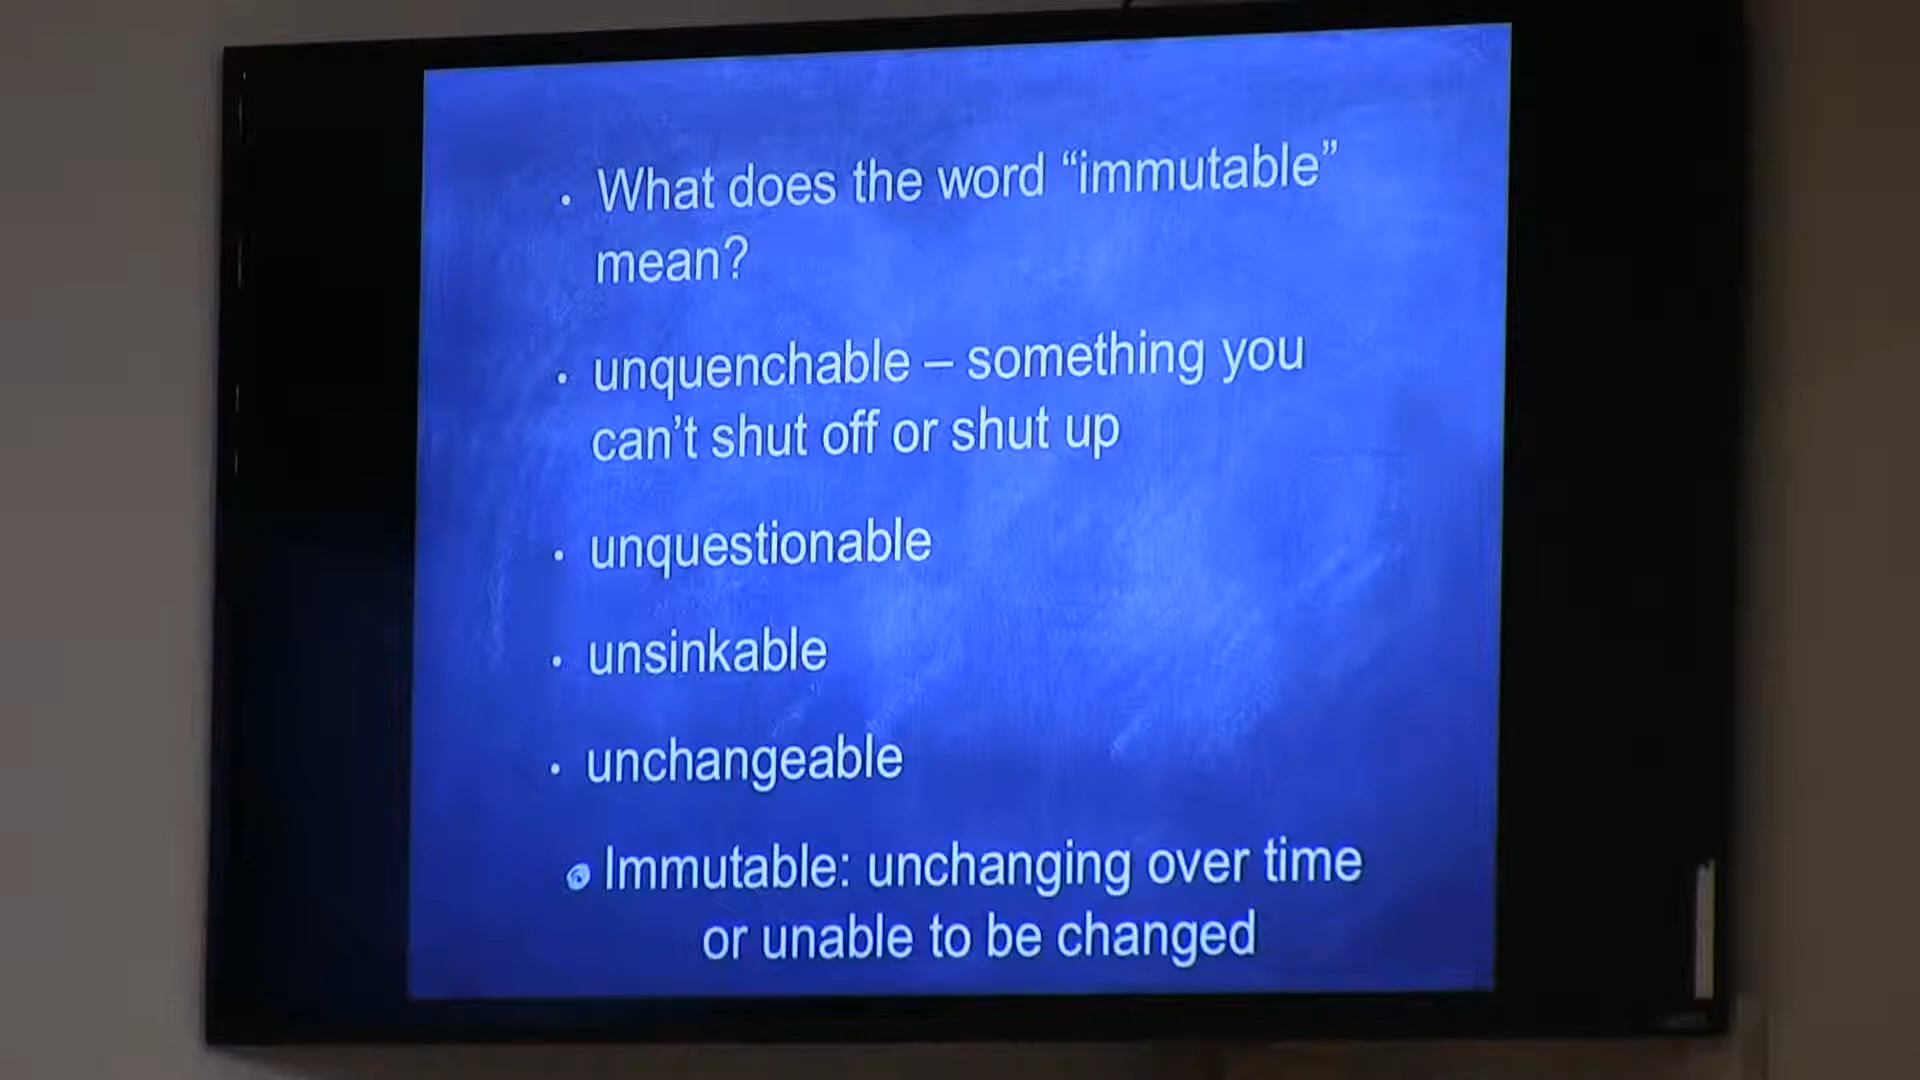 • What does the word “immutable”
mean?
• unquenchable – something you
can’t shut off or shut up
• unquestionable
• unsinkable
• unchangeable
Immutable: unchanging over time
or unable to be changed